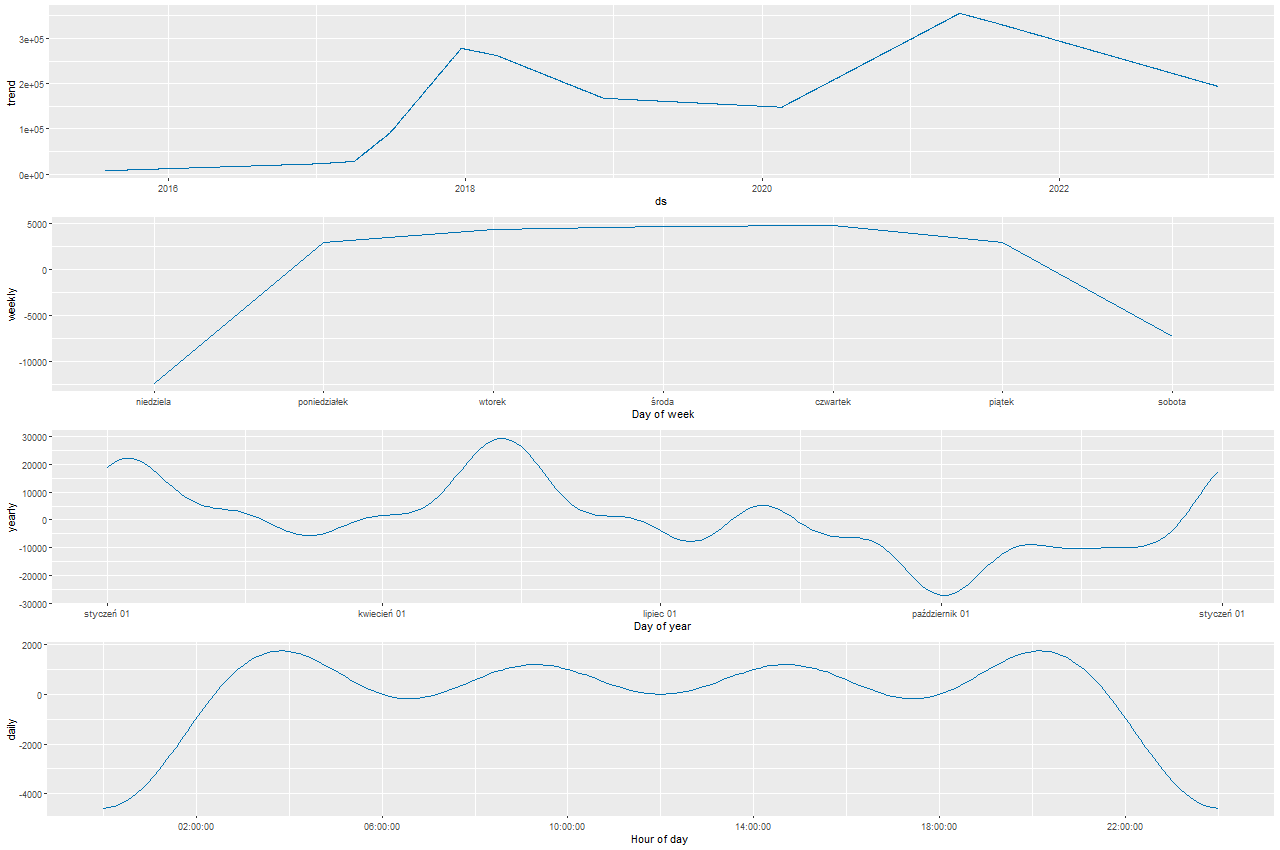 trend
3e+05
2e+05
1e+05
0e+00
2016 2018 2020 2022
ds
weekly
5000
0
-5000
-10000
niedziela poniedziałek wtorek środa czwartek piątek sobota
Day of week
yearly
30000
20000
10000
0
-10000
-20000
-30000
styczeń 01 kwiecień 01 lipiec 01 październik 01 styczeń 01
Day of year
daily
2000
0
-2000
-4000
02:00:00 06:00:00 10:00:00 14:00:00 18:00:00 22:00:00
Hour of day